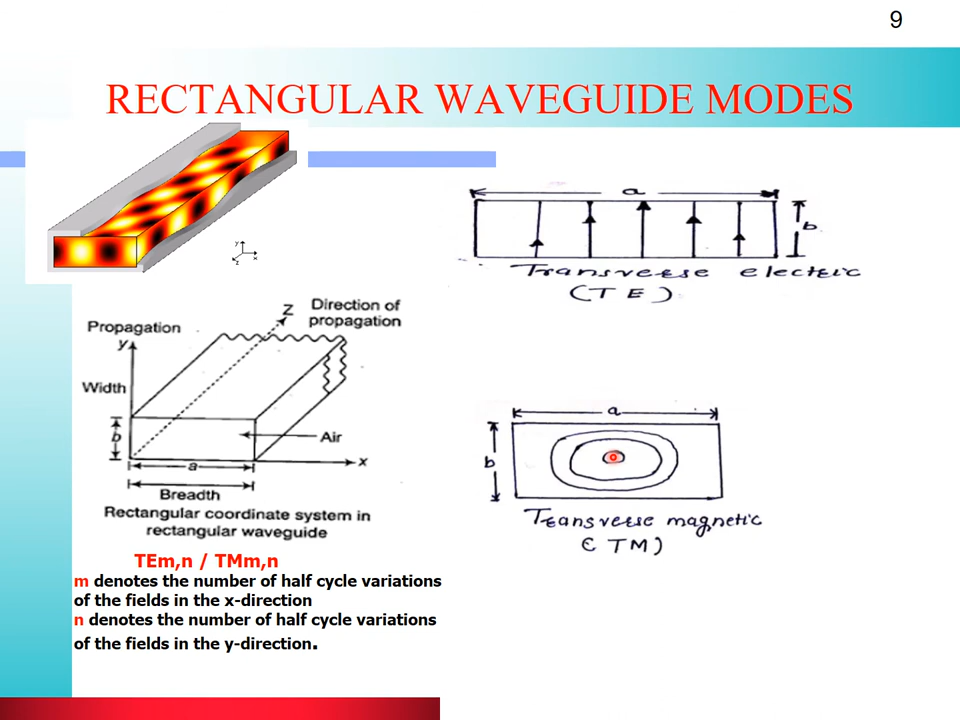 9
RECTANGULAR WAVEGUIDE MODES
y
x
z
a
b
Transverse electric
(TE)
Propagation
y
Z
Direction of
propagation
Width
b
Air
a
x
Breadth
Rectangular coordinate system in
rectangular waveguide
a
b
Transverse magnetic
(TM)
TEm,n / TMm,n
m denotes the number of half cycle variations
of the fields in the x-direction
n denotes the number of half cycle variations
of the fields in the y-direction.